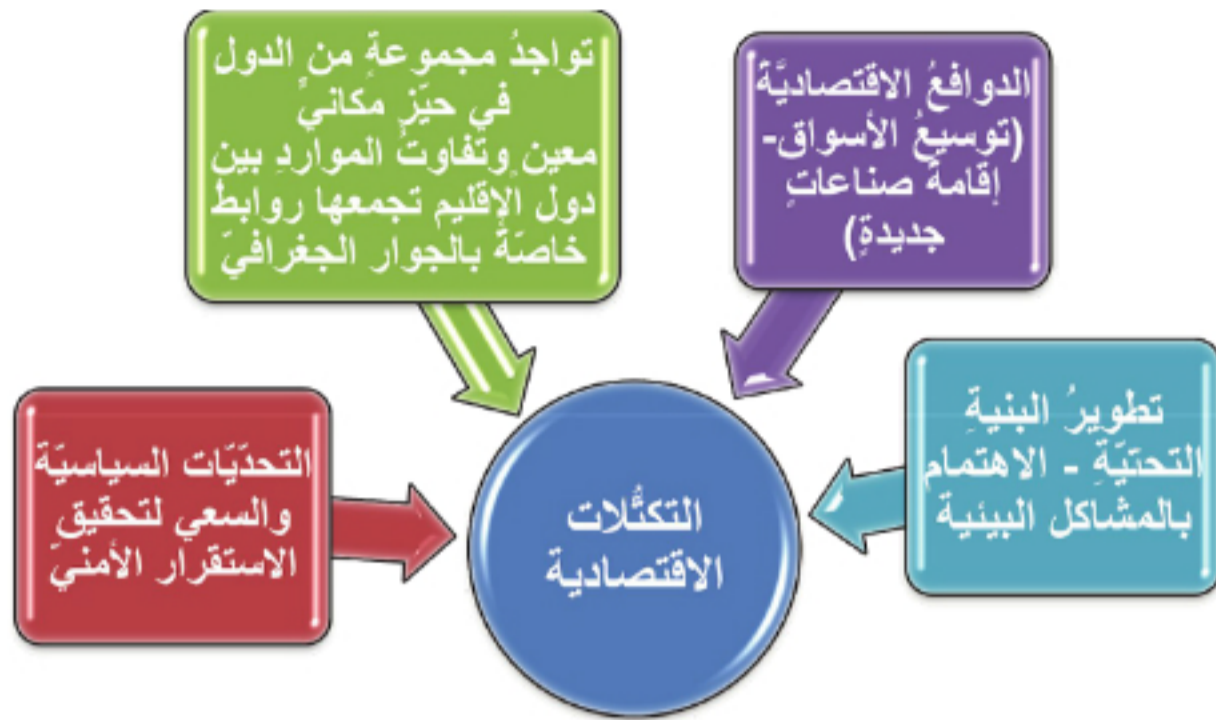 الدوافعُ الاقتصاديَّة
(توسيعُ الأسواق-
إقامةُ صناعاتٍ
جديدةٍ)
تواجدُ مجموعةٍ من الدول
في حيّزٍ مكانيٍّ
معين وتفاوتُ المواردِ بين
دول الإقليم تجمعها روابطُ
خاصّةٌ بالجوار الجغرافيّ
تطويرُ البنيةِ
التحتيّةِ - الاهتمام
بالمشاكل البيئية
التحدّيّات السياسيّة
والسعي لتحقيق
الاستقرار الأمنيّ
التكتُّلات
الاقتصادية